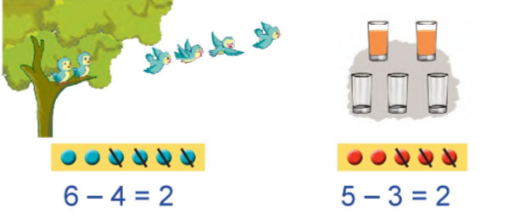 6 – 4 = 2
5 – 3 = 2